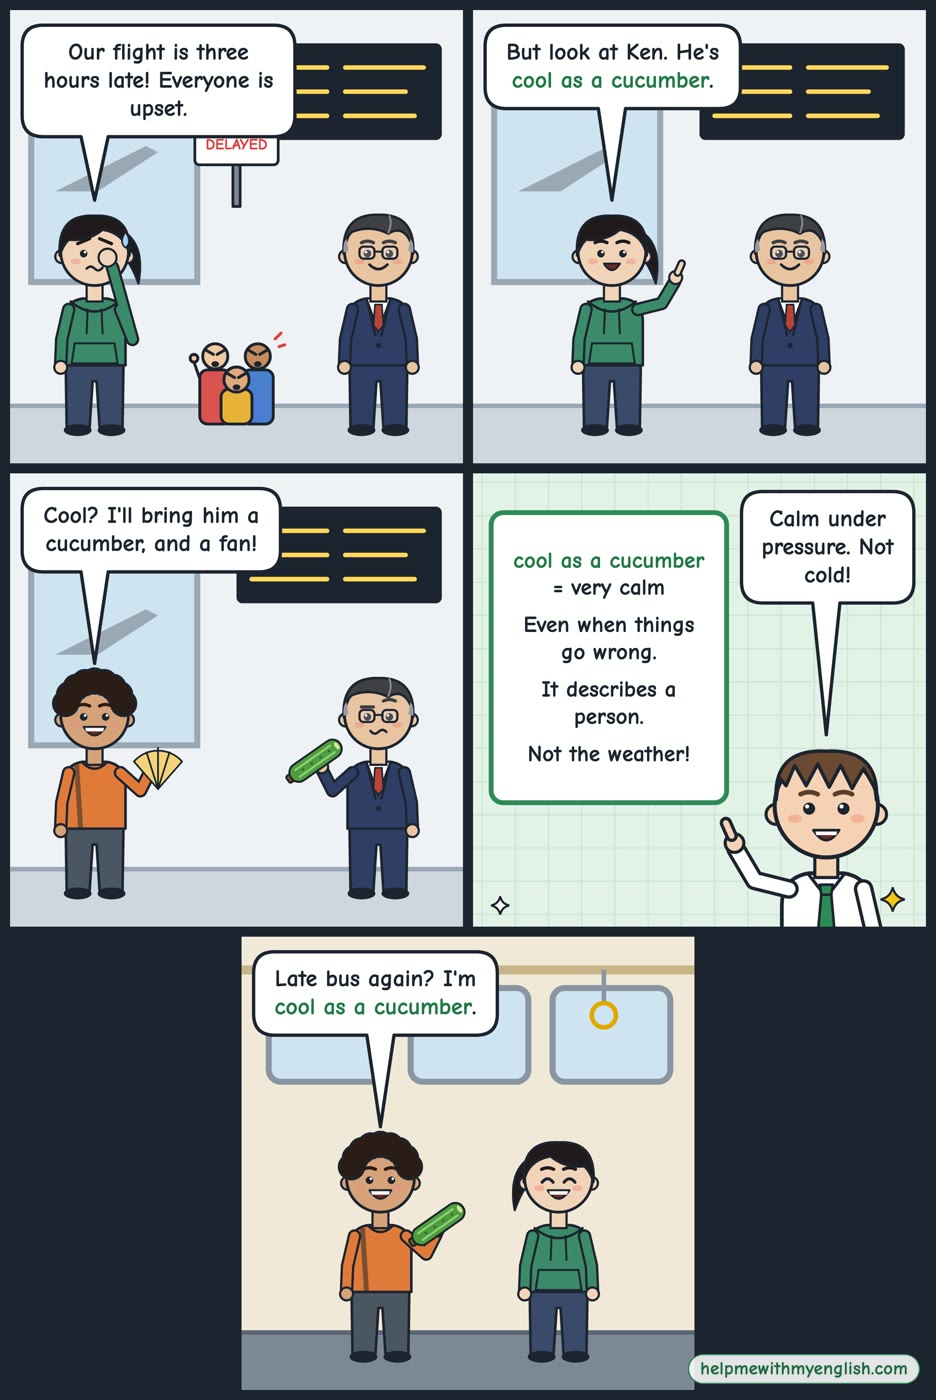 Our flight is three
hours late! Everyone is
upset.
DELAYED
But look at Ken. He's
cool as a cucumber.
Cool? I'll bring him a
cucumber, and a fan!
cool as a cucumber
= very calm
Even when things
go wrong.
It describes a
person.
Not the weather!
Calm under
pressure. Not
cold!
Late bus again? I'm
cool as a cucumber.
helpmewithmyenglish.com